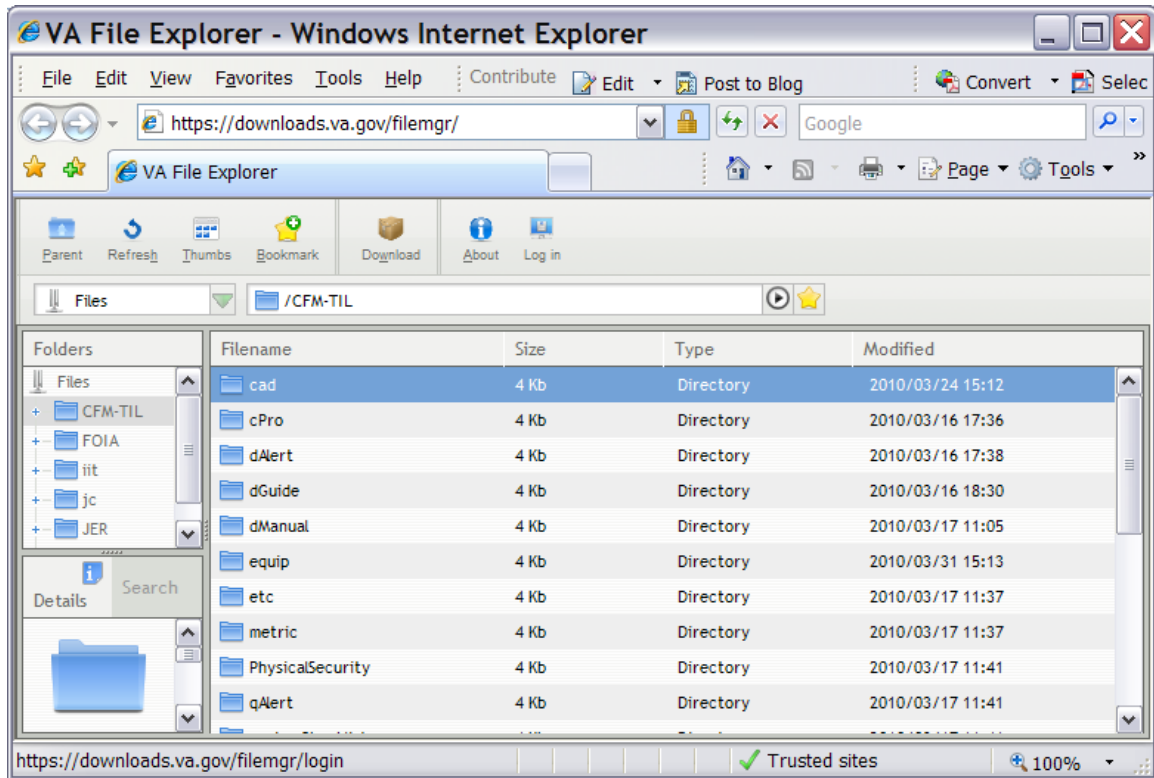 VA File Explorer - Windows Internet Explorer
File Edit View Favorites Tools Help Contribute Edit Post to Blog Convert Selec
https://downloads.va.gov/filemgr/ Google
VA File Explorer Page Tools »
Parent Refresh Thumbs Bookmark Download About Log in
Files /CFM-TIL
Folders Filename Size Type Modified
Files
cad 4 Kb Directory 2010/03/24 15:12
CFM-TIL
cPro 4 Kb Directory 2010/03/16 17:36
FOIA
dAlert 4 Kb Directory 2010/03/16 17:38
iit
dGuide 4 Kb Directory 2010/03/16 18:30
jc
dManual 4 Kb Directory 2010/03/17 11:05
JER
equip 4 Kb Directory 2010/03/31 15:13
Details Search
etc 4 Kb Directory 2010/03/17 11:37
metric 4 Kb Directory 2010/03/17 11:37
PhysicalSecurity 4 Kb Directory 2010/03/17 11:41
qAlert 4 Kb Directory 2010/03/17 11:41
https://downloads.va.gov/filemgr/login Trusted sites 100%